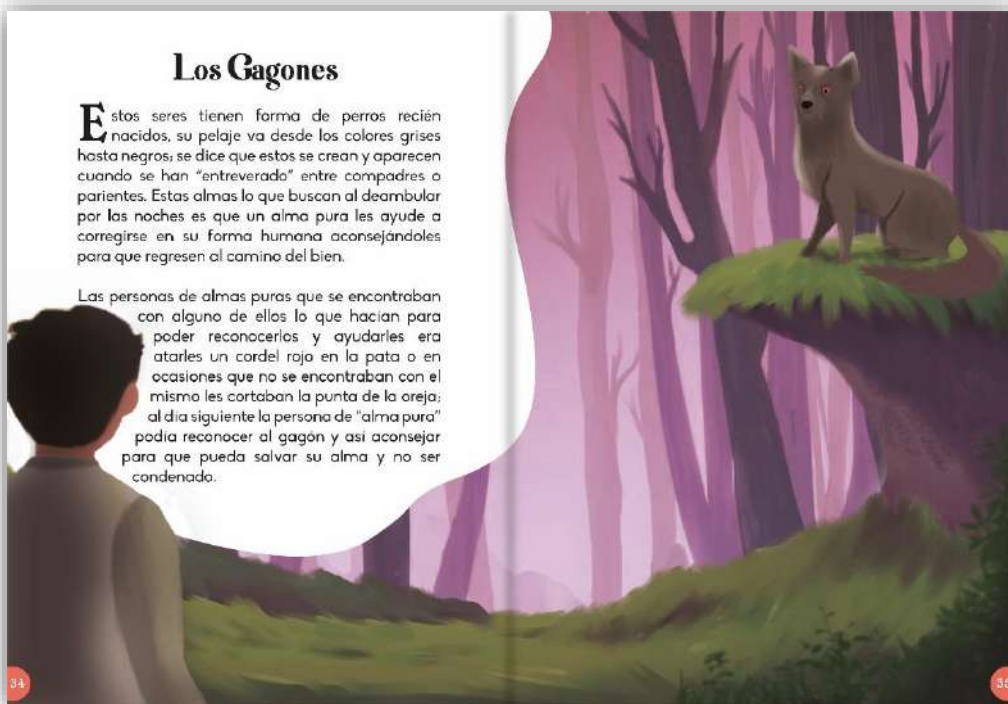 Los Gagones
Estos seres tienen forma de perros recién
nacidos, su pelaje va desde los colores grises
hasta negros; se dice que estos se crean y aparecen
cuando se han "entreverado" entre compadres o
parientes. Estas almas lo que buscan al deambular
por las noches es que un alma pura les ayude a
corregirse en su forma humana aconsejándoles
para que regresen al camino del bien.
Las personas de almas puras que se encontraban
con alguno de ellos lo que hacían para
poder reconocerlos y ayudarles era
atarles un cordel rojo en la pata o en
ocasiones que no se encontraban con el
mismo les cortaban la punta de la oreja;
al día siguiente la persona de "alma pura"
podía reconocer al gagón y así aconsejar
para que pueda salvar su alma y no ser
condenado.
34
35